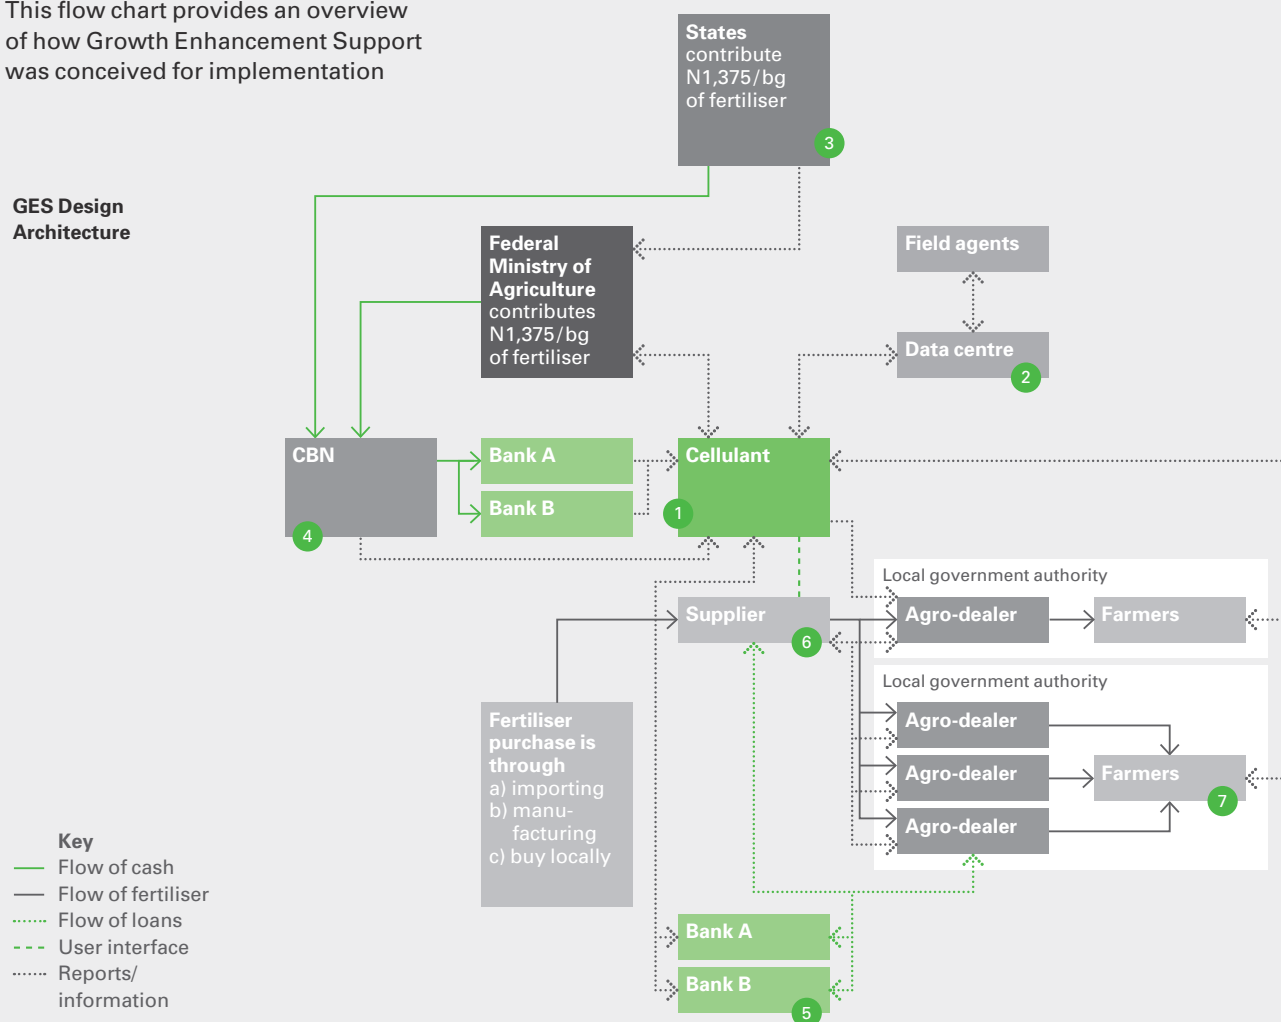 This flow chart provides an overview
of how Growth Enhancement Support
was conceived for implementation
GES Design
Architecture
States
contribute
N1,375/bg
of fertiliser
3
Federal
Ministry of
Agriculture
contributes
N1,375/bg
of fertiliser
Field agents
Data centre
2
CBN
4
Bank A
Bank B
Cellulant
1
Local government authority
Supplier
6
Agro-dealer
Farmers
Local government authority
Agro-dealer
Agro-dealer
Agro-dealer
Farmers
7
Fertiliser
purchase is
through
a) importing
b) manu-
facturing
c) buy locally
Bank A
Bank B
5
Key
Flow of cash
Flow of fertiliser
Flow of loans
User interface
Reports/
information